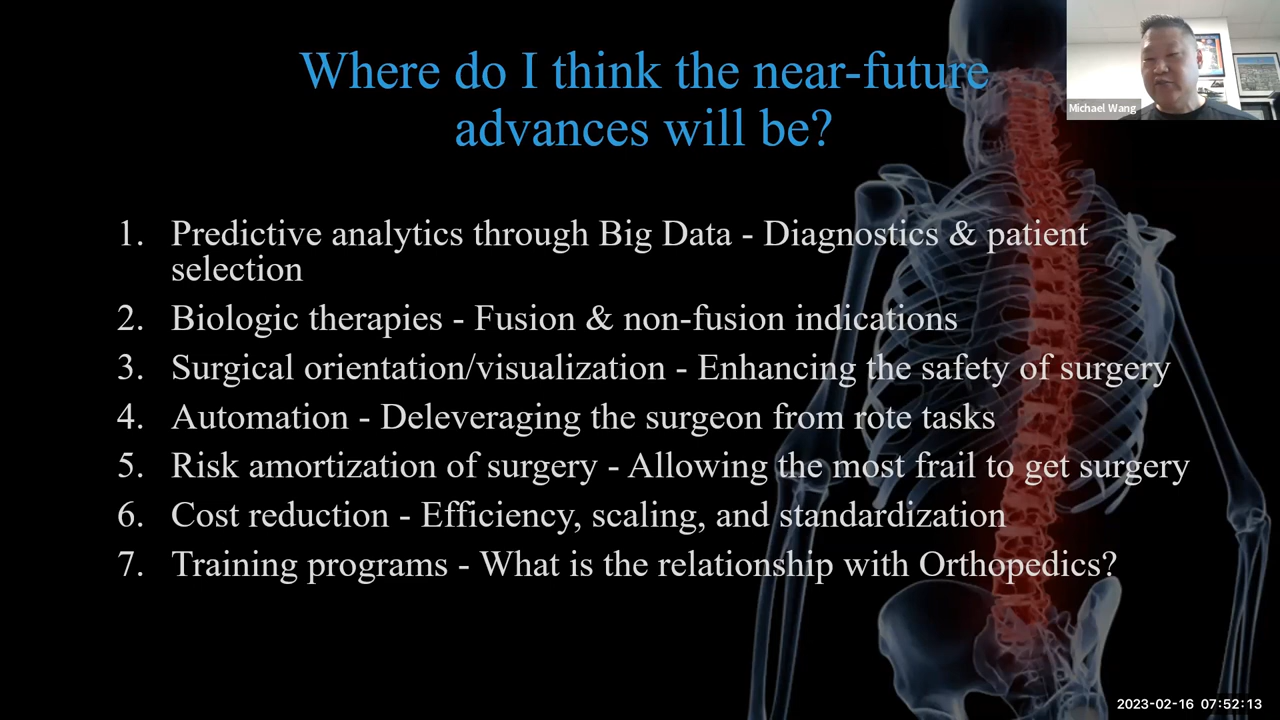 Where do I think the near-future
advances will be?
Michael Wang
1. Predictive analytics through Big Data - Diagnostics & patient
selection
2. Biologic therapies - Fusion & non-fusion indications
3. Surgical orientation/visualization - Enhancing the safety of surgery
4. Automation - Deleveraging the surgeon from rote tasks
5. Risk amortization of surgery - Allowing the most frail to get surgery
6. Cost reduction - Efficiency, scaling, and standardization
7. Training programs - What is the relationship with Orthopedics?
2023-02-16 07:52:13